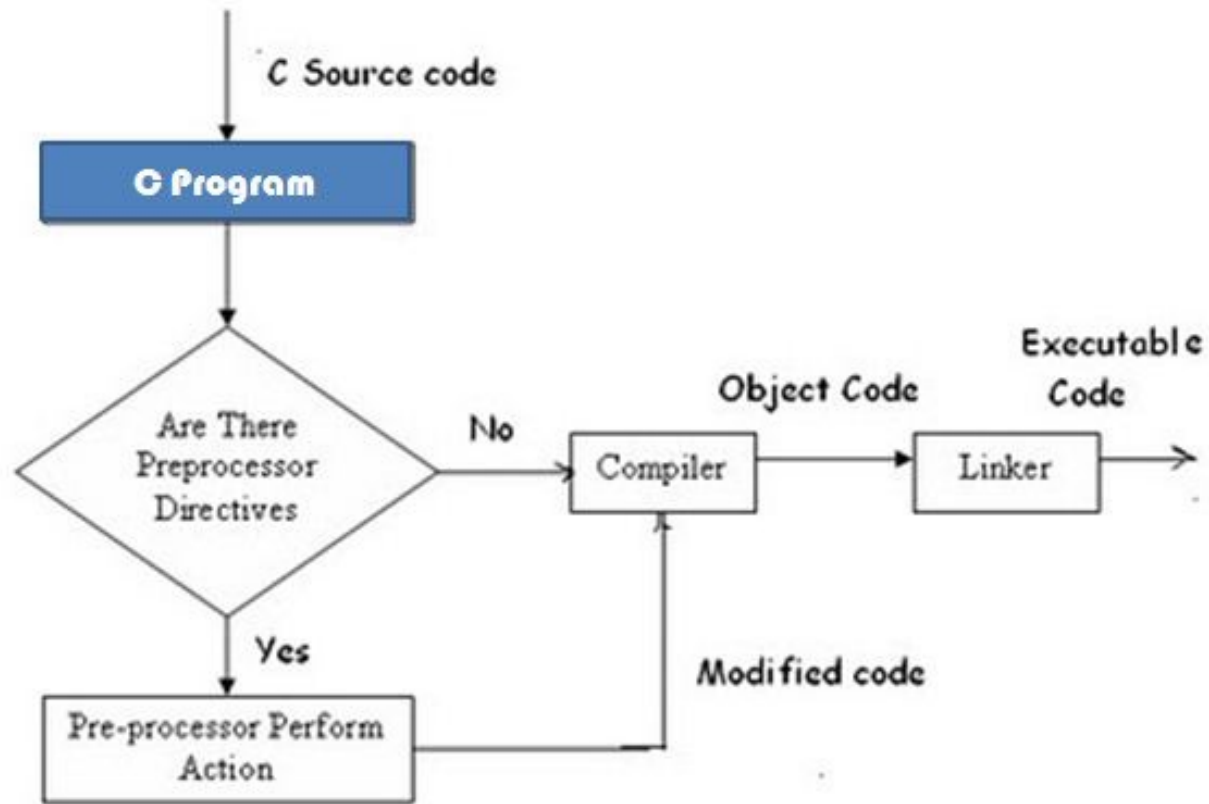 C Source code
C Program
Are There
Preprocessor
Directives
No
Compiler
Object Code
Linker
Executable
Code
Yes
Modified code
Pre-processor Perform
Action